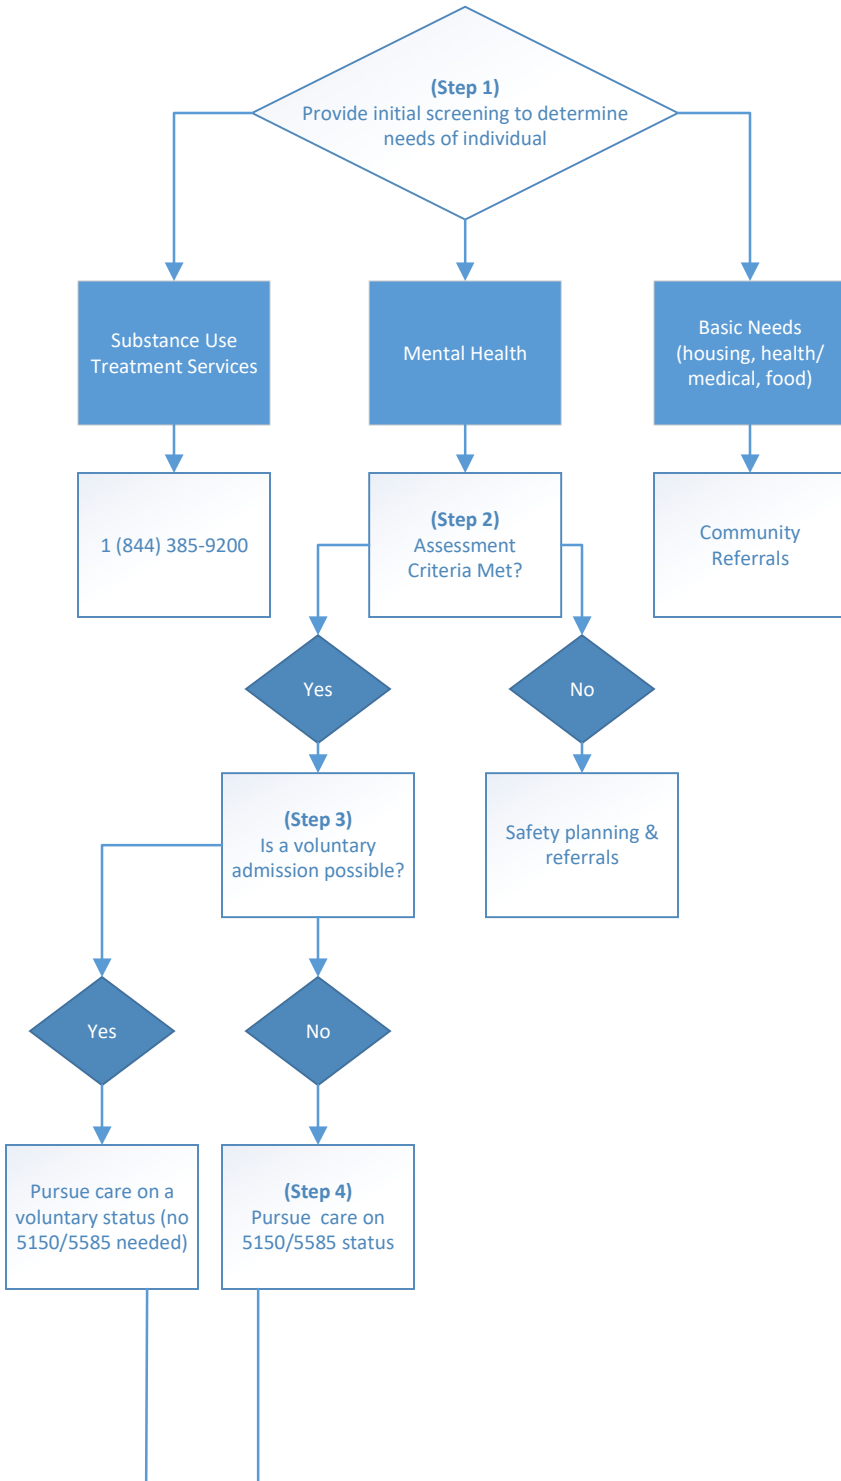 (Step 1)
Provide initial screening to determine
needs of individual
Substance Use
Treatment Services
Mental Health
Basic Needs
(housing, health/
medical, food)
1 (844) 385-9200
(Step 2)
Assessment
Criteria Met?
Community
Referrals
Yes
No
(Step 3)
Is a voluntary
admission possible?
Safety planning &
referrals
Yes
No
Pursue care on a
voluntary status (no
5150/5585 needed)
(Step 4)
Pursue  care on
5150/5585 status